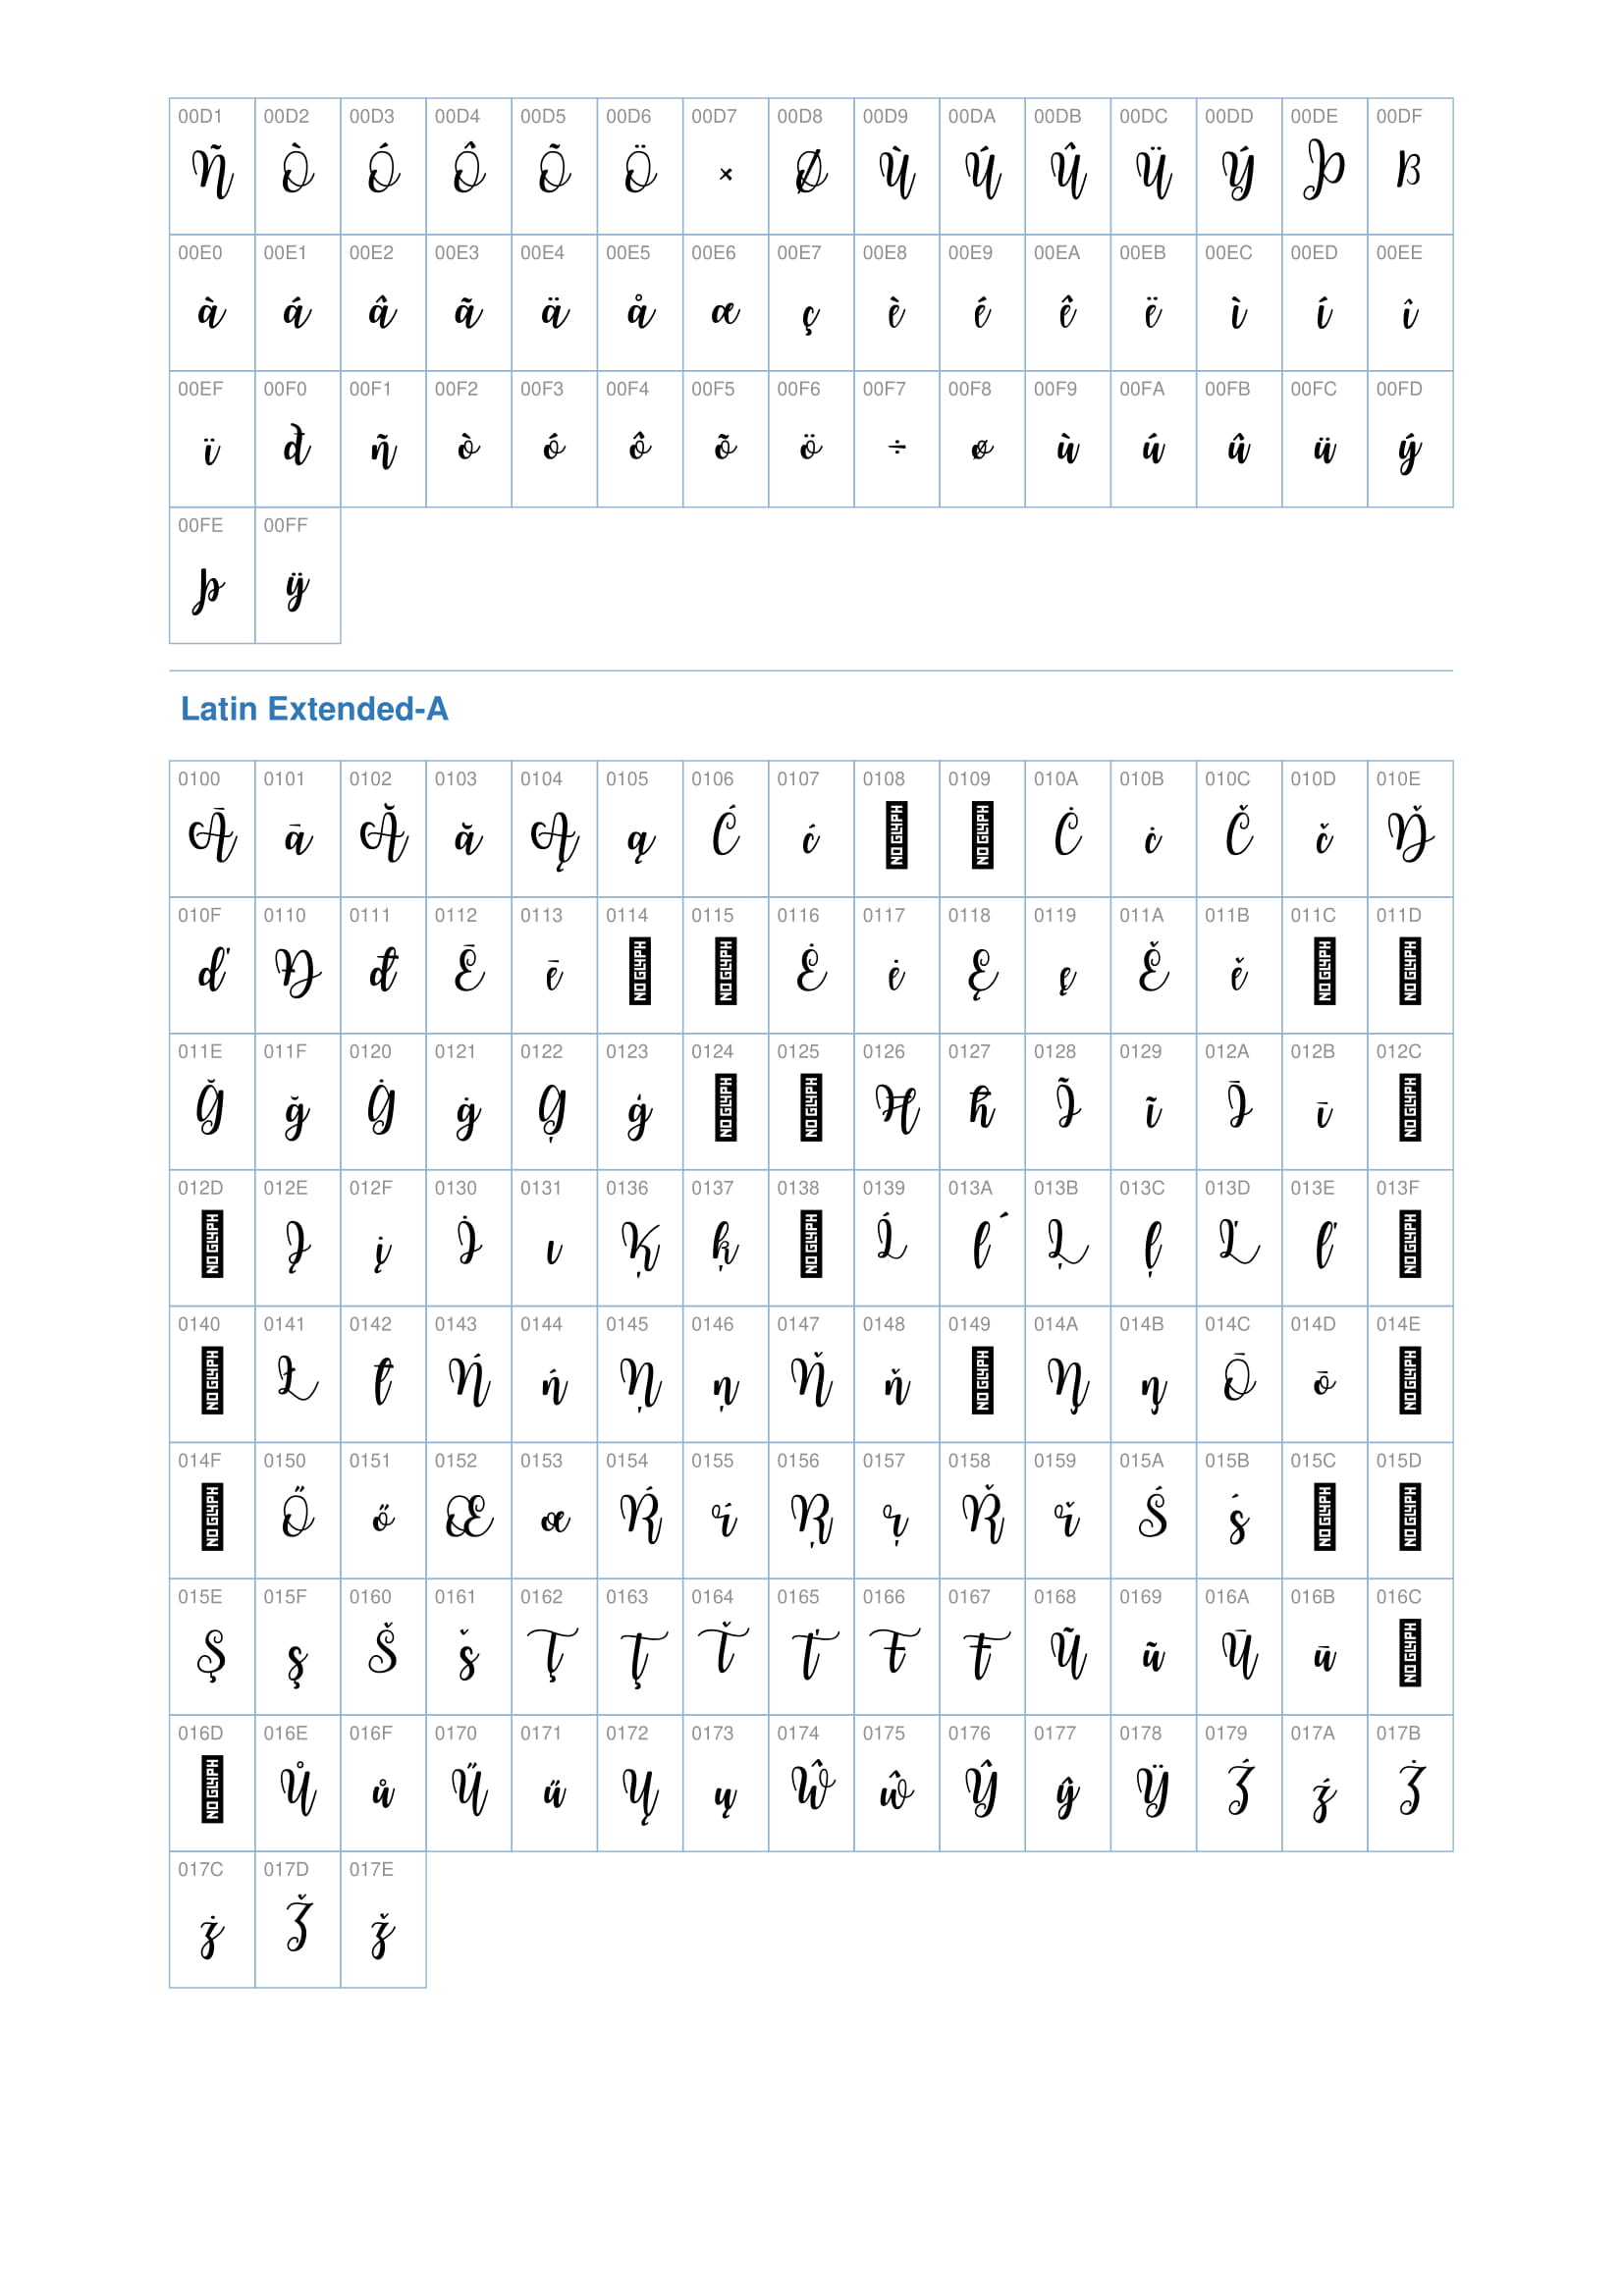 00D1 00D2 00D3 00D4 00D5 00D6 00D7 00D8 00D9 00DA 00DB 00DC 00DD 00DE 00DF
Ñ Ò Ó Ô Õ Ö × Ø Ù Ú Û Ü Ý Þ ß
00E0 00E1 00E2 00E3 00E4 00E5 00E6 00E7 00E8 00E9 00EA 00EB 00EC 00ED 00EE
à á â ã ä å æ ç è é ê ë ì í î
00EF 00F0 00F1 00F2 00F3 00F4 00F5 00F6 00F7 00F8 00F9 00FA 00FB 00FC 00FD
ï ð ñ ò ó ô õ ö ÷ ø ù ú û ü ý
00FE 00FF
þ ÿ
Latin Extended-A
0100 0101 0102 0103 0104 0105 0106 0107 0108 0109 010A 010B 010C 010D 010E
Ā ā Ă ă Ą ą Ć ć NO GLYPH NO GLYPH Ċ ċ Č č Ď
010F 0110 0111 0112 0113 0114 0115 0116 0117 0118 0119 011A 011B 011C 011D
ď Đ đ Ē ē NO GLYPH NO GLYPH Ė ė Ę ę Ě ě NO GLYPH NO GLYPH
011E 011F 0120 0121 0122 0123 0124 0125 0126 0127 0128 0129 012A 012B 012C
Ğ ğ Ġ ġ Ģ ģ NO GLYPH NO GLYPH Ħ ħ Ĩ ĩ Ī ī NO GLYPH
012D 012E 012F 0130 0131 0136 0137 0138 0139 013A 013B 013C 013D 013E 013F
NO GLYPH Į į İ ı Ķ ķ NO GLYPH Ĺ ĺ Ļ ļ Ľ ľ NO GLYPH
0140 0141 0142 0143 0144 0145 0146 0147 0148 0149 014A 014B 014C 014D 014E
NO GLYPH Ł ł Ń ń Ņ ņ Ň ň NO GLYPH Ŋ ŋ Ō ō NO GLYPH
014F 0150 0151 0152 0153 0154 0155 0156 0157 0158 0159 015A 015B 015C 015D
NO GLYPH Ő ő Œ œ Ŕ ŕ Ŗ ŗ Ř ř Ś ś NO GLYPH NO GLYPH
015E 015F 0160 0161 0162 0163 0164 0165 0166 0167 0168 0169 016A 016B 016C
Ş ş Š š Ţ ţ Ť ť Ŧ ŧ Ũ ũ Ū ū NO GLYPH
016D 016E 016F 0170 0171 0172 0173 0174 0175 0176 0177 0178 0179 017A 017B
NO GLYPH Ů ů Ű ű Ų ų Ŵ ŵ Ŷ ŷ Ÿ Ź ź Ż
017C 017D 017E
ż Ž ž